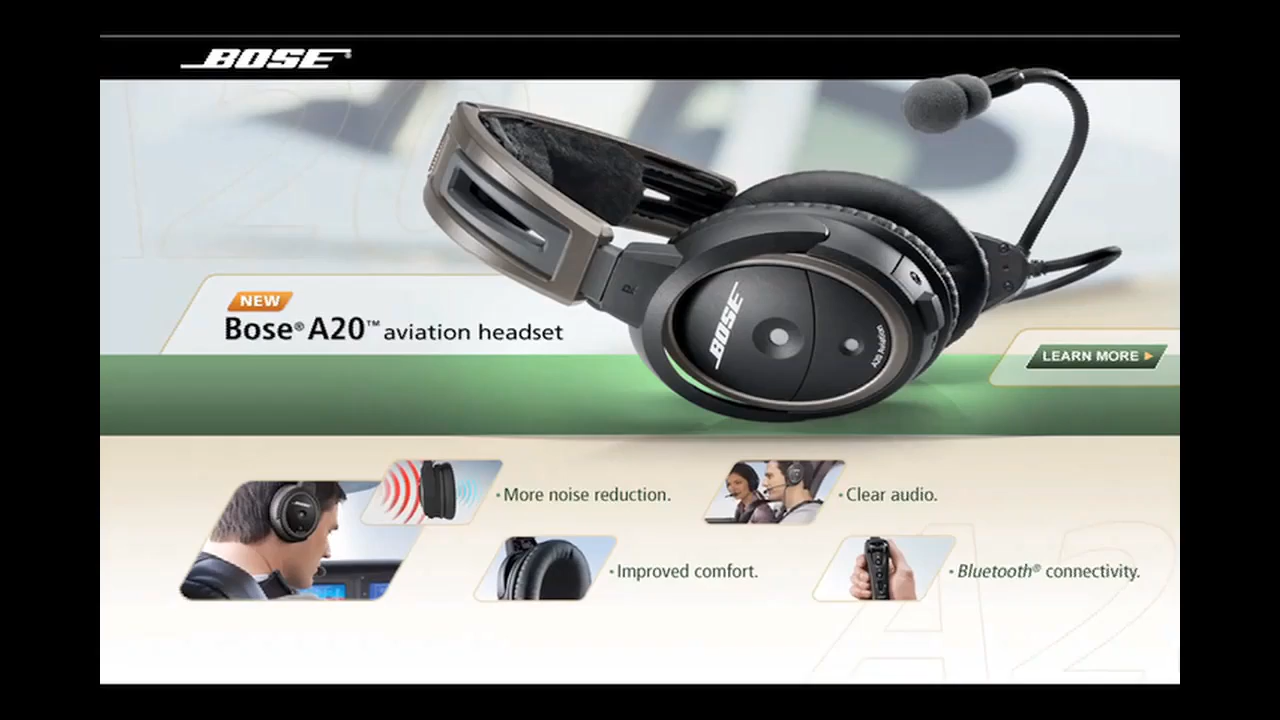 BOSE®
NEW
Bose® A20™ aviation headset
BOSE
A20 Aviation
LEARN MORE
• More noise reduction.
• Clear audio.
• Improved comfort.
• Bluetooth® connectivity.
A2